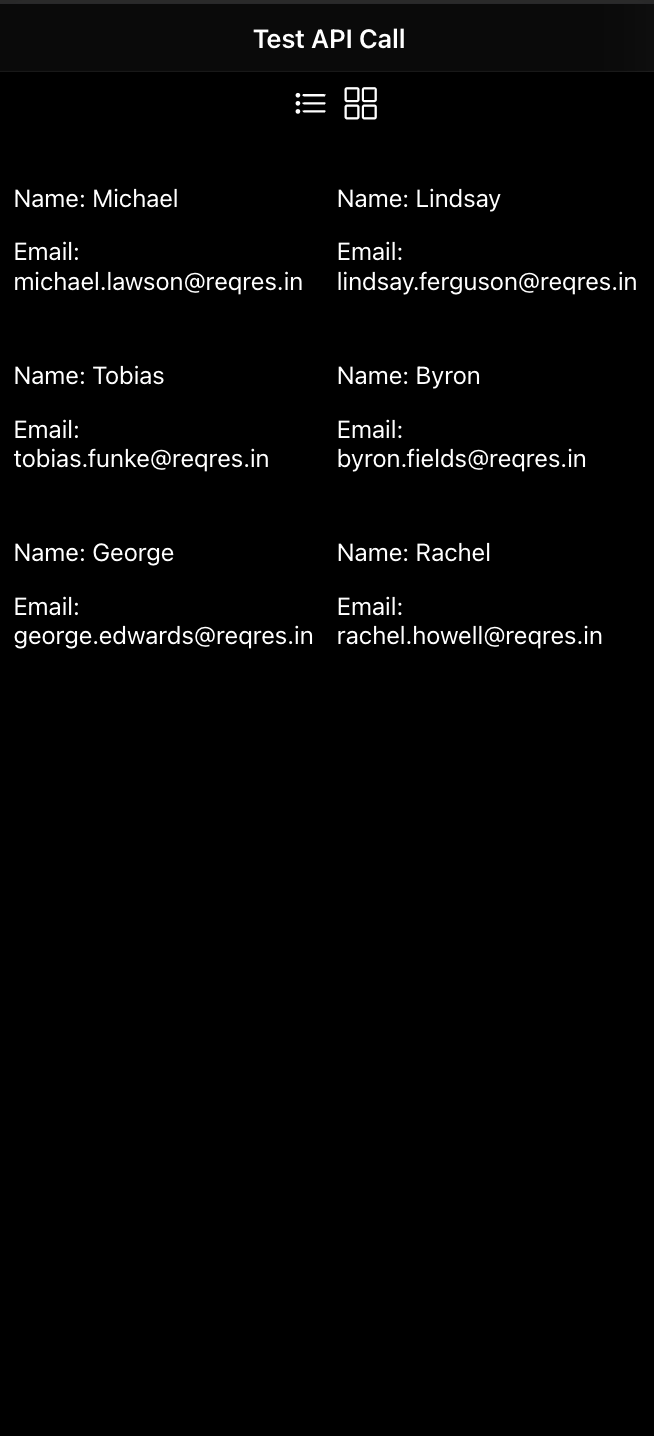 Test API Call
Name: Michael
Email:
michael.lawson@reqres.in
Name: Lindsay
Email:
lindsay.ferguson@reqres.in
Name: Tobias
Email:
tobias.funke@reqres.in
Name: Byron
Email:
byron.fields@reqres.in
Name: George
Email:
george.edwards@reqres.in
Name: Rachel
Email:
rachel.howell@reqres.in